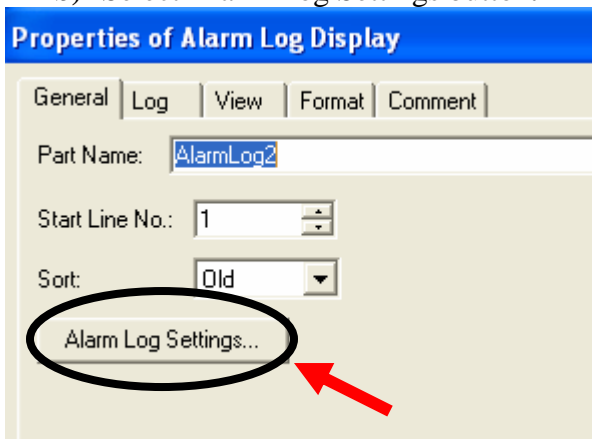 Properties of Alarm Log Display
General Log View Format Comment
Part Name: AlarmLog2
Start Line No.: 1
Sort: Old
Alarm Log Settings...